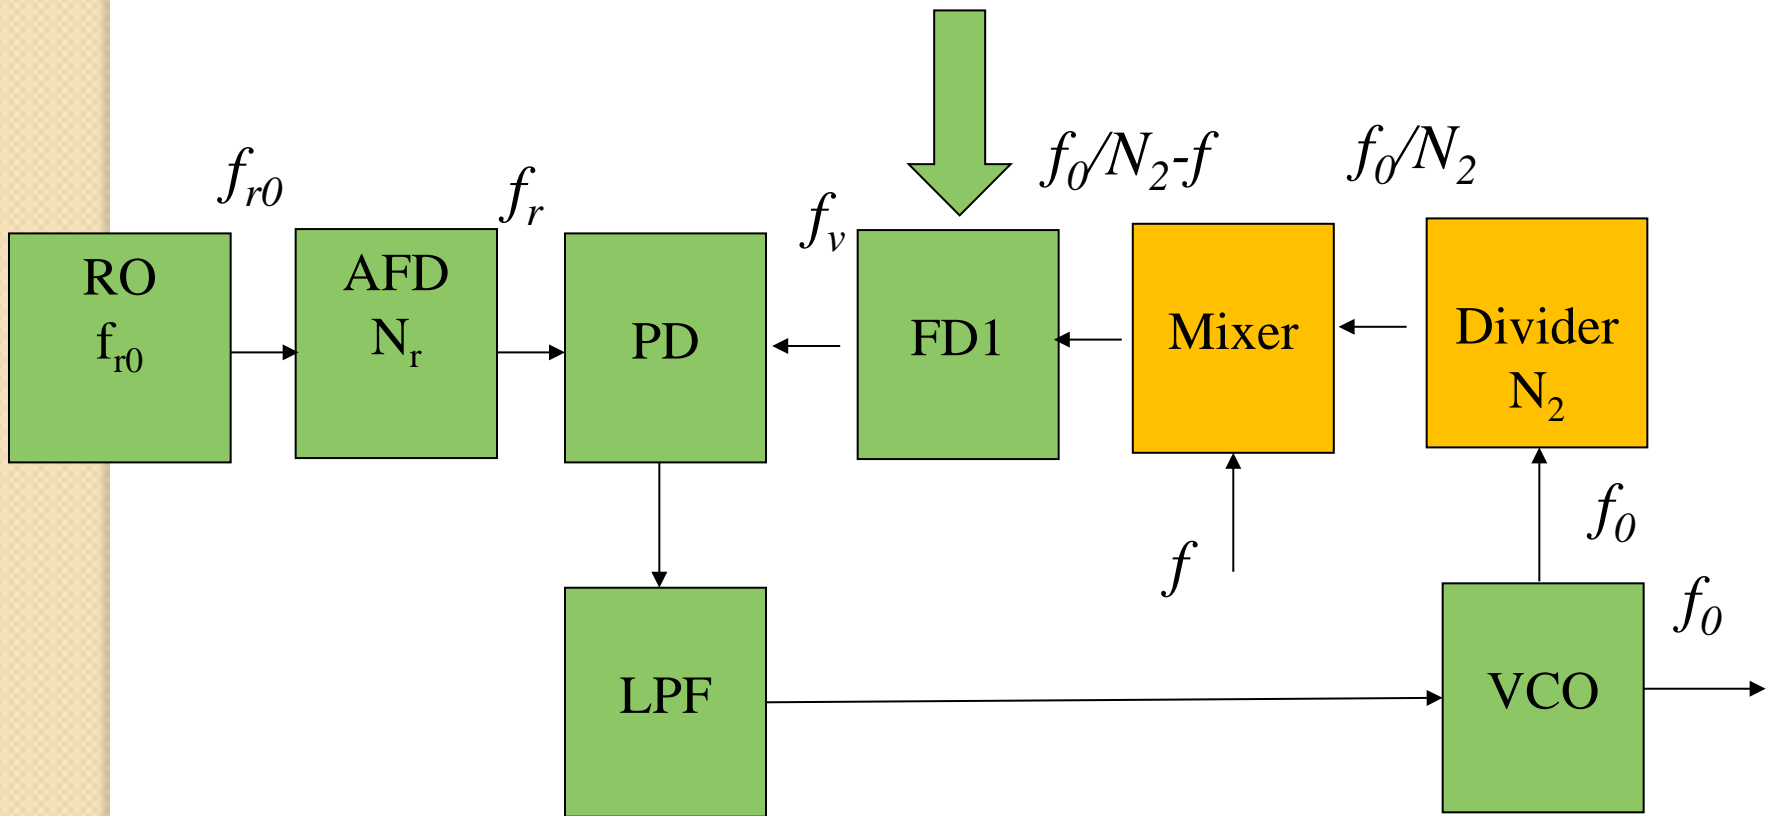 f₀/N₂-f
f₀/N₂
fᵣ₀
fᵣ
fᵥ
RO
fᵣ₀
AFD
Nᵣ
PD
FD1
Mixer
Divider
N₂
f
f₀
f₀
LPF
VCO